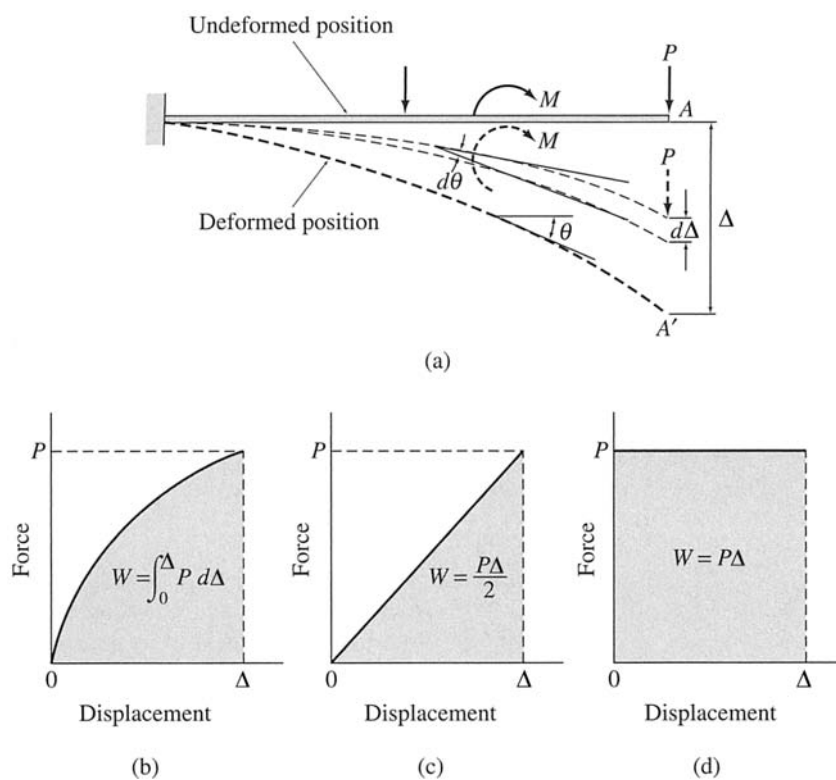 Undeformed position
P
M
A
M
P
dθ
Deformed position
θ
dΔ
Δ
A′
(a)
P
Force
W = ∫₀^Δ P dΔ
0
Δ
Displacement
(b)
Force
W = PΔ/2
0
Δ
Displacement
(c)
P
Force
W = PΔ
0
Δ
Displacement
(d)